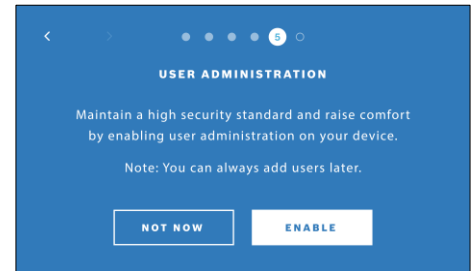 5
USER ADMINISTRATION
Maintain a high security standard and raise comfort
by enabling user administration on your device.
Note: You can always add users later.
NOT NOW
ENABLE